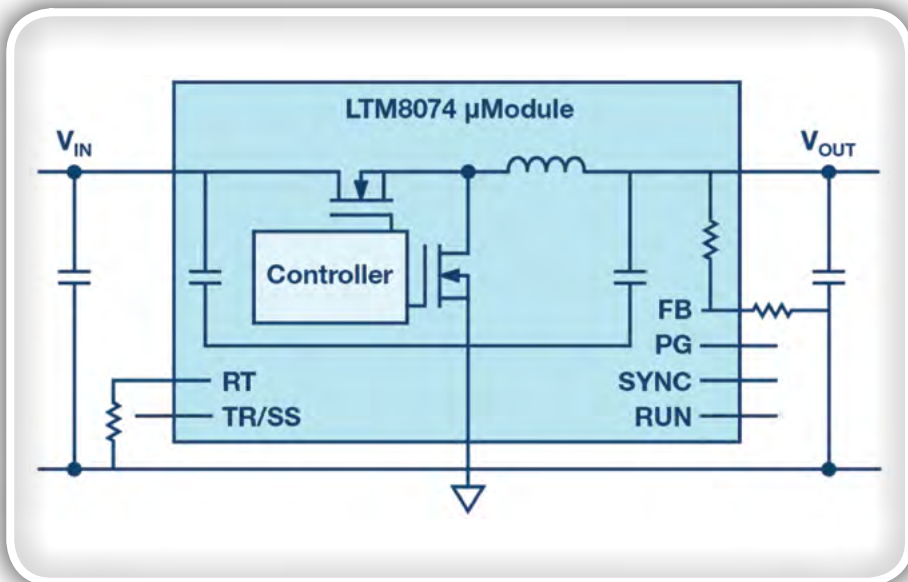 LTM8074 µModule
V_IN
V_OUT
Controller
FB
PG
RT
SYNC
TR/SS
RUN